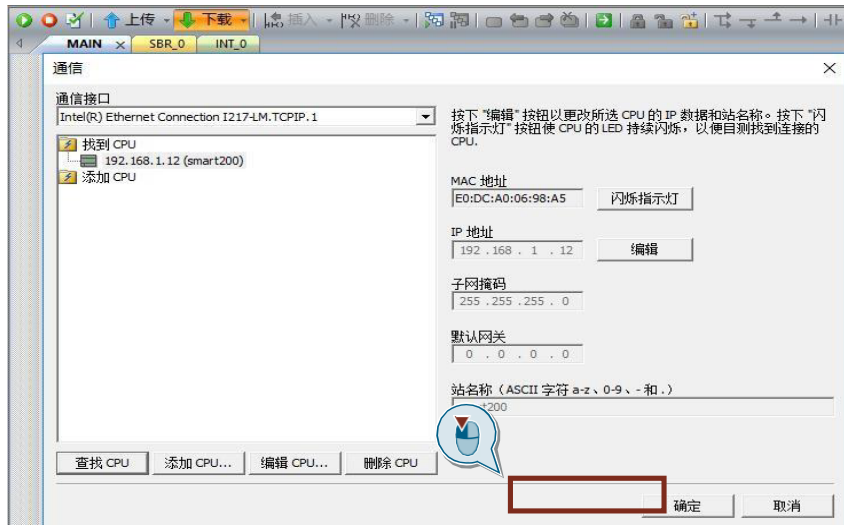 上传 下载 插入 删除
MAIN SBR_0 INT_0
通信
通信接口
Intel(R) Ethernet Connection I217-LM.TCPIP.1
找到 CPU
192.168.1.12 (smart200)
添加 CPU
查找 CPU 添加 CPU... 编辑 CPU... 删除 CPU
按下 "编辑" 按钮以更改所选 CPU 的 IP 数据和站名称。按下 "闪
烁指示灯" 按钮使 CPU 的 LED 持续闪烁，以便目测找到连接的
CPU.
MAC 地址
E0:DC:A0:06:98:A5 闪烁指示灯
IP 地址
192 . 168 . 1 . 12 编辑
子网掩码
255 . 255 . 255 . 0
默认网关
0 . 0 . 0 . 0
站名称（ASCII 字符 a-z、0-9、- 和 .）
t200
确定 取消